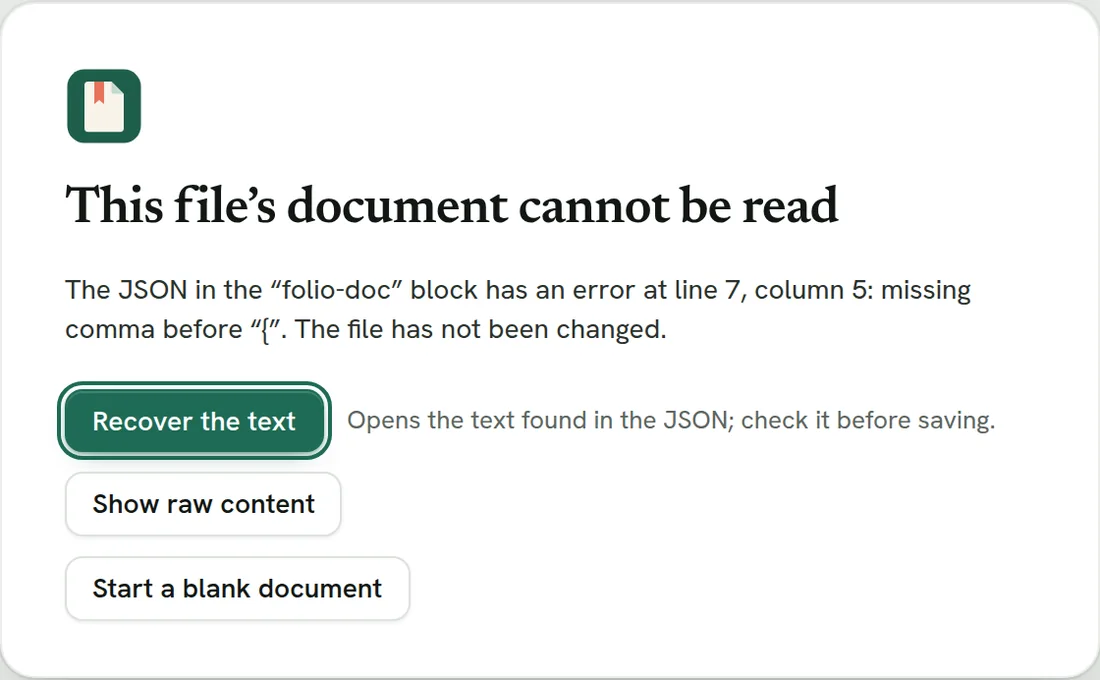 This file’s document cannot be read
The JSON in the “folio-doc” block has an error at line 7, column 5: missing
comma before “{”. The file has not been changed.
Recover the text
Opens the text found in the JSON; check it before saving.
Show raw content
Start a blank document